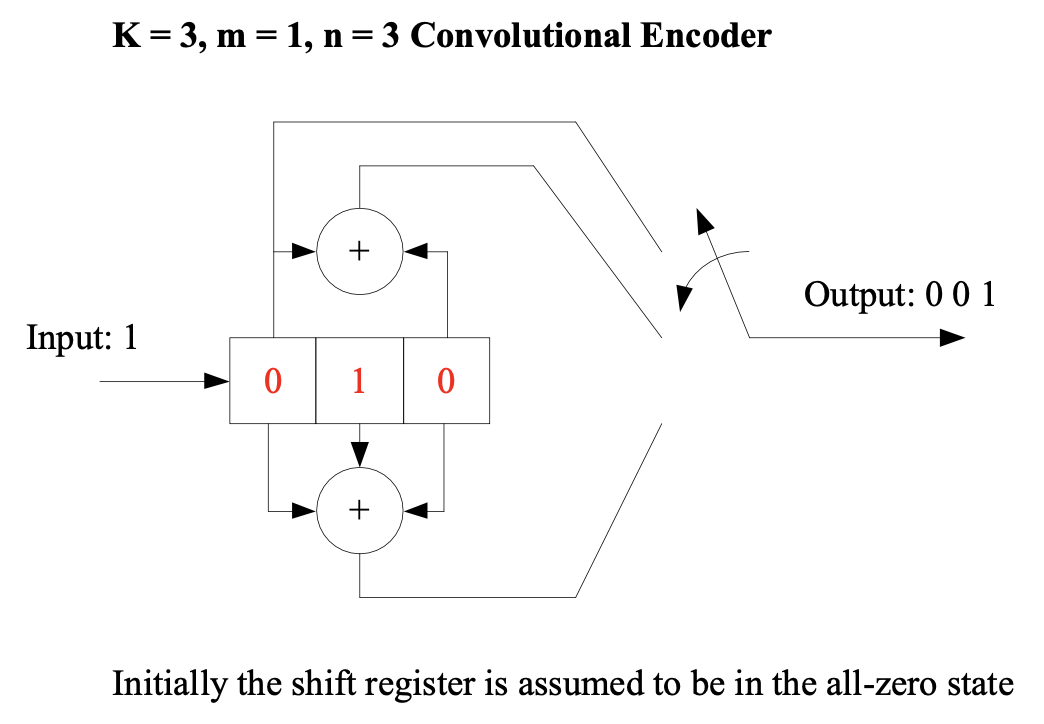 K = 3, m = 1, n = 3 Convolutional Encoder
+
Output: 0 0 1
Input: 1
0 1 0
+
Initially the shift register is assumed to be in the all-zero state